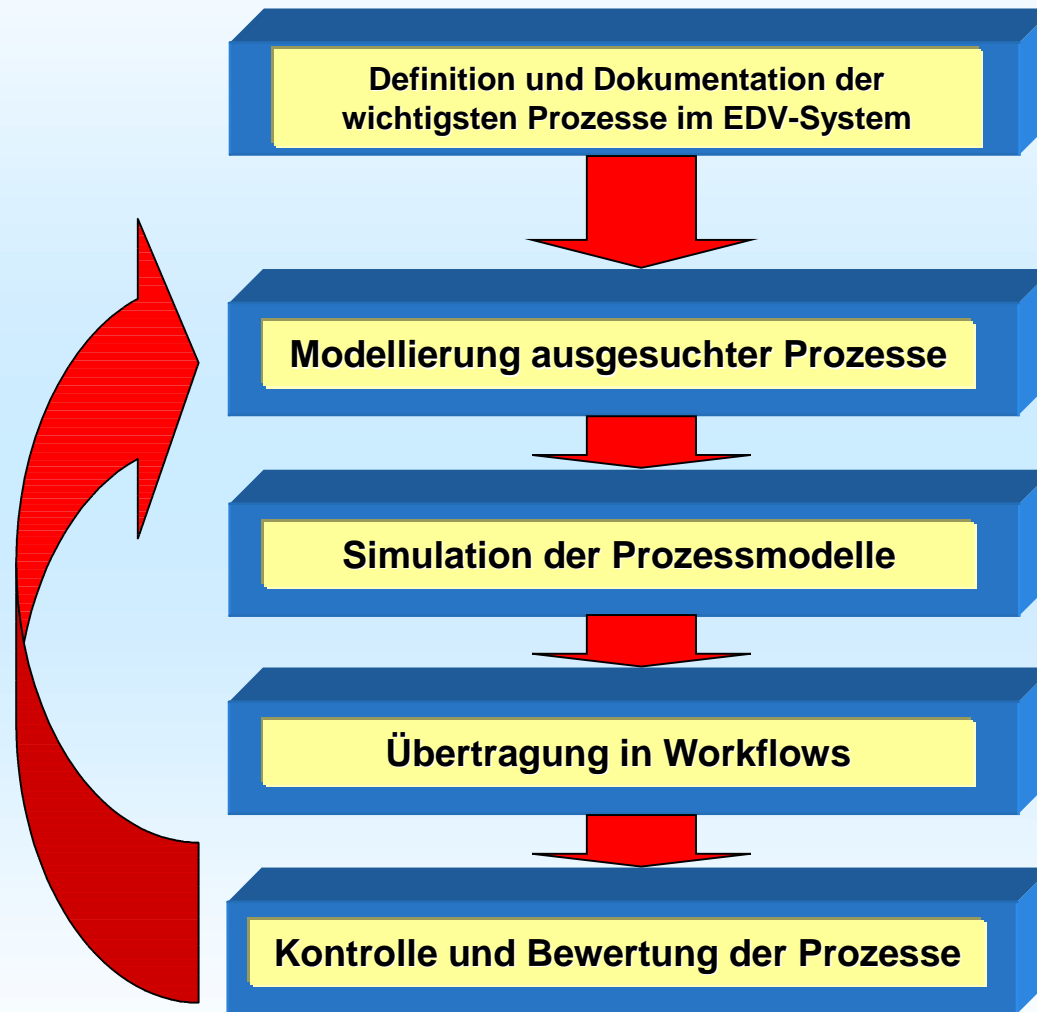 Definition und Dokumentation der
wichtigsten Prozesse im EDV-System
Modellierung ausgesuchter Prozesse
Simulation der Prozessmodelle
Übertragung in Workflows
Kontrolle und Bewertung der Prozesse